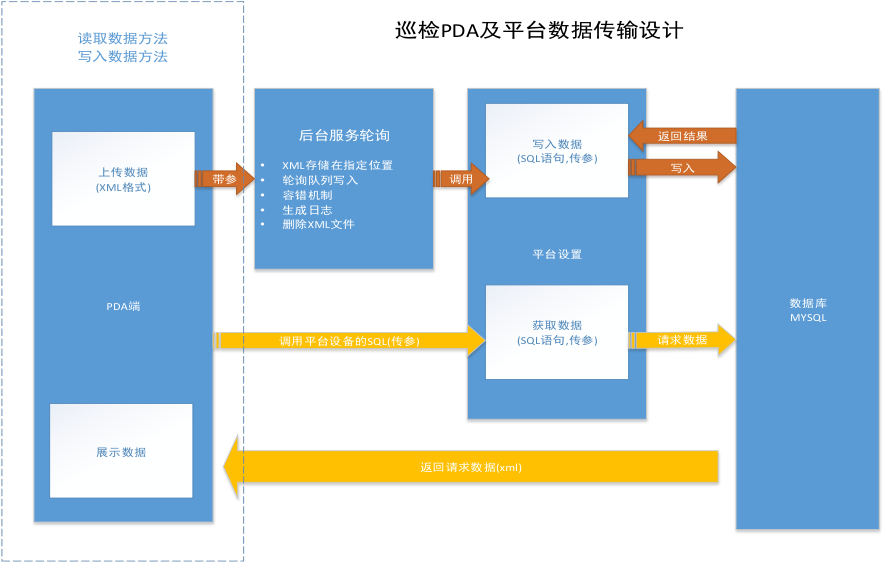 巡检PDA及平台数据传输设计
读取数据方法
写入数据方法
上传数据
(XML格式)
PDA端
展示数据
带参
后台服务轮询
• XML存储在指定位置
• 轮询队列写入
• 容错机制
• 生成日志
• 删除XML文件
调用
写入数据
(SQL语句,传参)
平台设置
获取数据
(SQL语句,传参)
返回结果
写入
调用平台设备的SQL(传参)
请求数据
返回请求数据(xml)
数据库
MYSQL